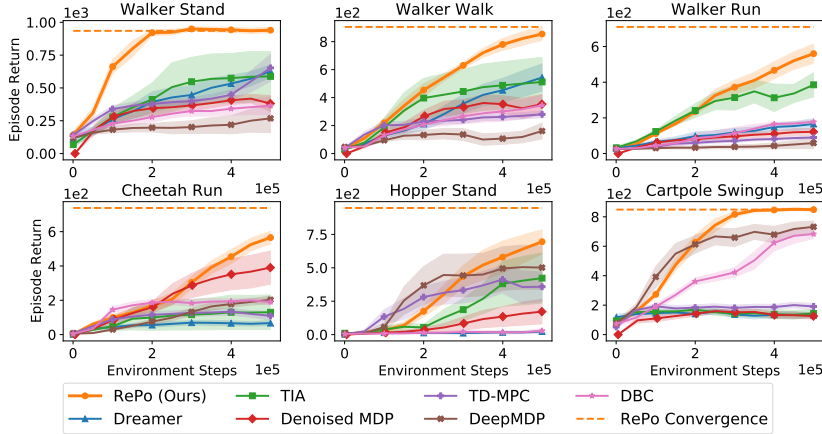 Walker Stand
Walker Walk
Walker Run
1e3
1e2
1e2
Episode Return
1.00
0.75
0.50
0.25
0.00
8
6
4
2
0
6
4
2
0
0 2 4 1e5
0 2 4 1e5
0 2 4 1e5
Cheetah Run
Hopper Stand
Cartpole Swingup
1e2
1e2
1e2
Episode Return
6
4
2
0
7.5
5.0
2.5
0.0
8
6
4
2
0
0 2 4 1e5
0 2 4 1e5
0 2 4 1e5
Environment Steps
Environment Steps
Environment Steps
RePo (Ours) TIA TD-MPC DBC
Dreamer Denoised MDP DeepMDP RePo Convergence